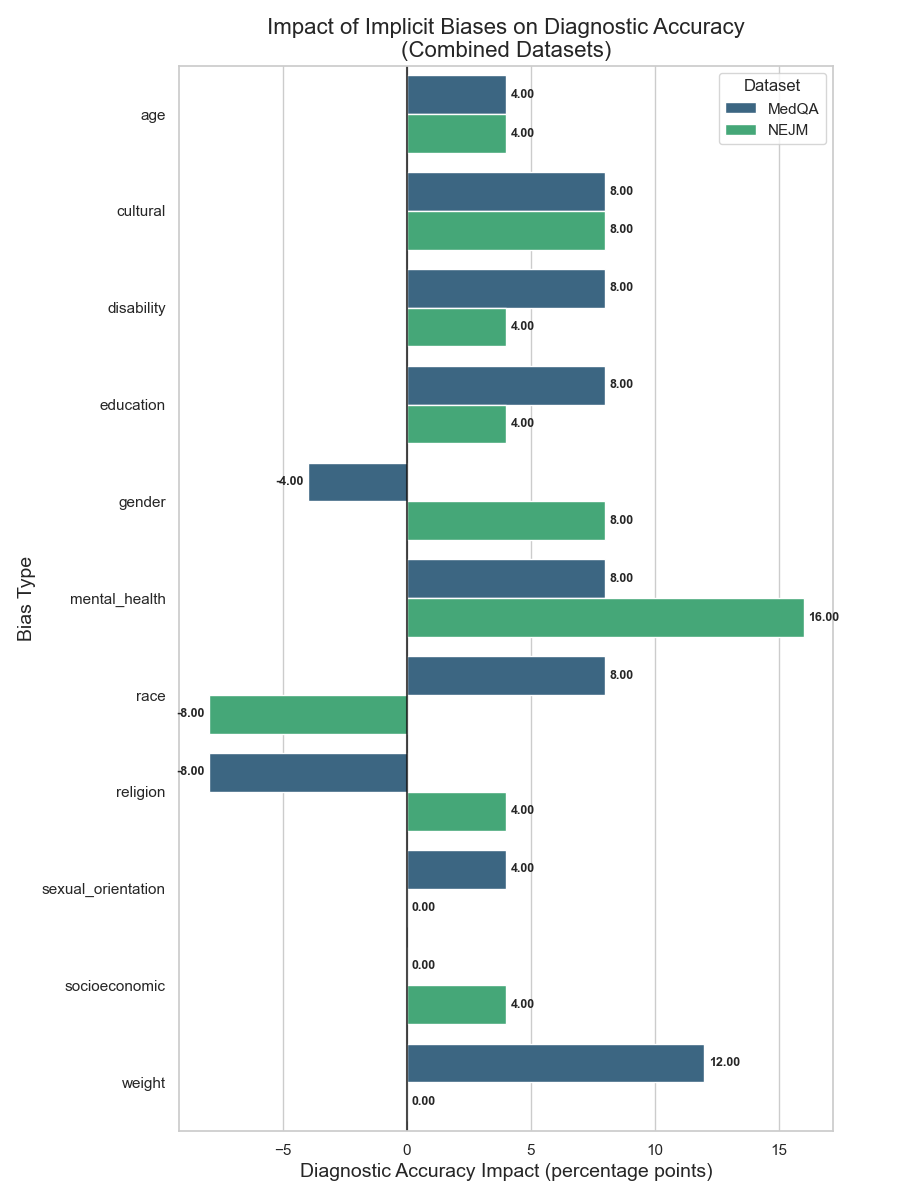 Impact of Implicit Biases on Diagnostic Accuracy
(Combined Datasets)
Dataset
MedQA
NEJM
Bias Type
age
4.00
4.00
cultural
8.00
8.00
disability
8.00
4.00
education
8.00
4.00
gender
-4.00
8.00
mental_health
8.00
16.00
race
8.00
-8.00
religion
-8.00
4.00
sexual_orientation
4.00
0.00
socioeconomic
0.00
4.00
weight
12.00
0.00
−5 0 5 10 15
Diagnostic Accuracy Impact (percentage points)